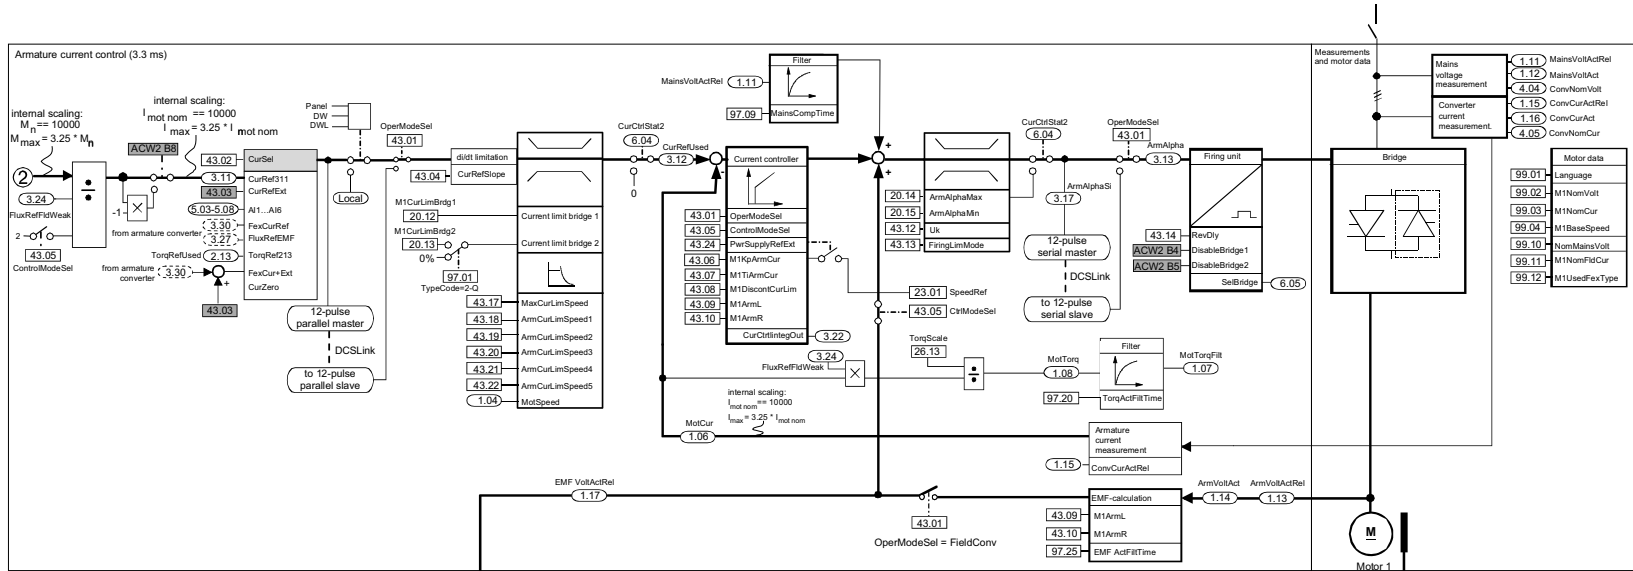 Armature current control (3.3 ms)
Measurements
and motor data
internal scaling:
M n == 10000
M max = 3.25 * M n
internal scaling:
I mot nom == 10000
I max = 3.25 * I mot nom
Panel
DW
DWL
OperModeSel
43.01
ACW2 B8
2
3.24
FluxRefFldWeak
2
43.05
ControlModeSel
÷
-1
×
43.02
CurSel
3.11
CurRef311
43.03
CurRefExt
5.03-5.08
AI1...AI6
from armature converter
3.30
FexCurRef
3.27
FluxRefEMF
TorqRefUsed
2.13
TorqRef213
from armature
converter
3.30
+
FexCur+Ext
CurZero
43.03
Local
12-pulse
parallel master
DCSLink
to 12-pulse
parallel slave
di/dt limitation
43.04
CurRefSlope
M1CurLimBrdg1
20.12
Current limit bridge 1
M1CurLimBrdg2
20.13
Current limit bridge 2
0%
97.01
TypeCode=2-Q
43.17
MaxCurLimSpeed
43.18
ArmCurLimSpeed1
43.19
ArmCurLimSpeed2
43.20
ArmCurLimSpeed3
43.21
ArmCurLimSpeed4
43.22
ArmCurLimSpeed5
1.04
MotSpeed
CurCtrlStat2
6.04
0
CurRefUsed
3.12
-
MainsVoltActRel
1.11
Filter
97.09
MainsCompTime
Current controller
43.01
OperModeSel
43.05
ControlModeSel
43.24
PwrSupplyRefExt
43.06
M1KpArmCur
43.07
M1TiArmCur
43.08
M1DiscontCurLim
43.09
M1ArmL
43.10
M1ArmR
CurCtrlIntegOut
3.22
+
+
23.01
SpeedRef
43.05
CtrlModeSel
20.14
ArmAlphaMax
20.15
ArmAlphaMin
43.12
Uk
43.13
FiringLimMode
CurCtrlStat2
6.04
ArmAlphaSl
3.17
12-pulse
serial master
DCSLink
to 12-pulse
serial slave
OperModeSel
43.01
ArmAlpha
3.13
Firing unit
43.14
RevDly
ACW2 B4
DisableBridge1
ACW2 B5
DisableBridge2
SelBridge
6.05
Bridge
Mains
voltage
measurement
Converter
current
measurement.
1.11
MainsVoltActRel
1.12
MainsVoltAct
4.04
ConvNomVolt
1.15
ConvCurActRel
1.16
ConvCurAct
4.05
ConvNomCur
Motor data
99.01
Language
99.02
M1NomVolt
99.03
M1NomCur
99.04
M1BaseSpeed
99.10
NomMainsVolt
99.11
M1NomFldCur
99.12
M1UsedFexType
3.24
FluxRefFldWeak
×
TorqScale
26.13
÷
MotTorq
1.08
Filter
97.20
TorqActFiltTime
MotTorqFilt
1.07
internal scaling:
I mot nom == 10000
I max = 3.25 * I mot nom
MotCur
1.06
Armature
current
measurement
1.15
ConvCurActRel
EMF VoltActRel
1.17
43.01
OperModeSel = FieldConv
EMF-calculation
43.09
M1ArmL
43.10
M1ArmR
97.25
EMF ActFiltTime
ArmVoltAct
1.14
ArmVoltActRel
1.13
M
Motor 1